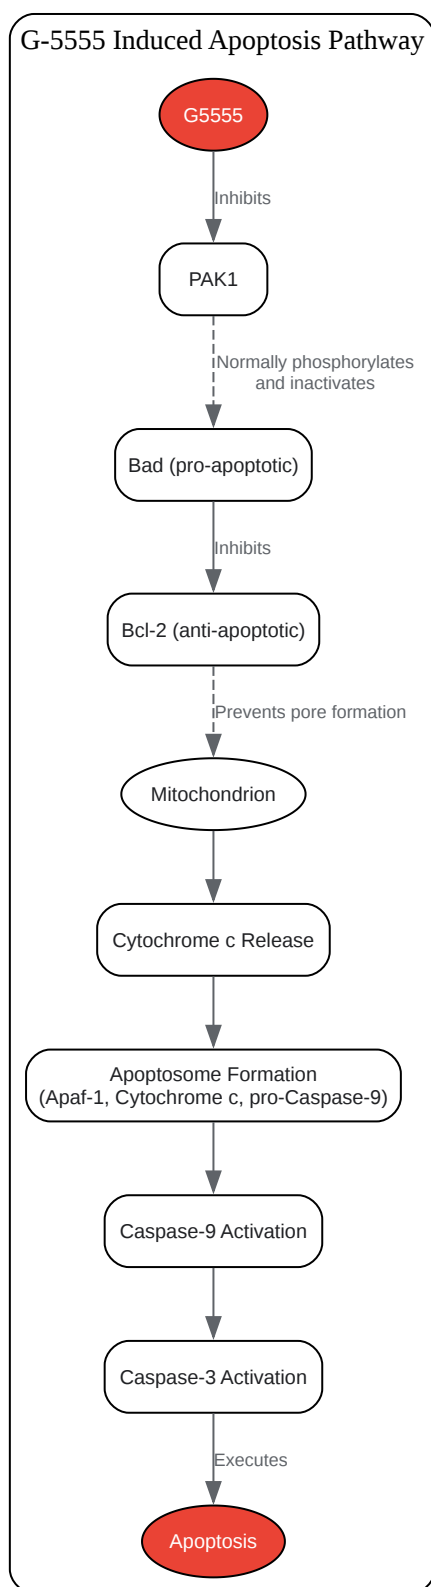 G-5555 Induced Apoptosis Pathway
G5555
Inhibits
PAK1
Normally phosphorylates
and inactivates
Bad (pro-apoptotic)
Inhibits
Bcl-2 (anti-apoptotic)
Prevents pore formation
Mitochondrion
Cytochrome c Release
Apoptosome Formation
(Apaf-1, Cytochrome c, pro-Caspase-9)
Caspase-9 Activation
Caspase-3 Activation
Executes
Apoptosis